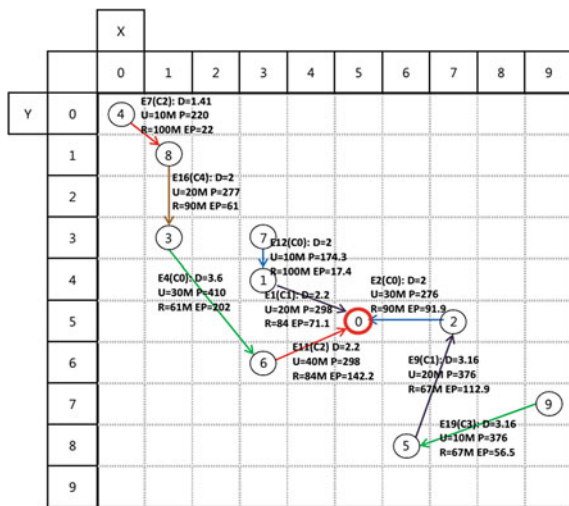 X
0 1 2 3 4 5 6 7 8 9
Y 0 4 E7(C2): D=1.41
U=10M P=220
R=100M EP=22
1 8
E16(C4): D=2
2 U=20M P=277
R=90M EP=61
3 3 7
E12(C0): D=2
U=10M P=174.3
R=100M EP=17.4
4 1
E4(C0): D=3.6
U=30M P=410
R=61M EP=202
E1(C1): D=2.2
U=20M P=298
R=84 EP=71.1
E2(C0): D=2
U=30M P=276
R=90M EP=91.9
5 0 2
E11(C2) D=2.2
U=40M P=298
R=84M EP=142.2
6 6
E9(C1): D=3.16
U=20M P=376
R=67M EP=112.9
7 9
E19(C3): D=3.16
U=10M P=376
R=67M EP=56.5
8 5
9